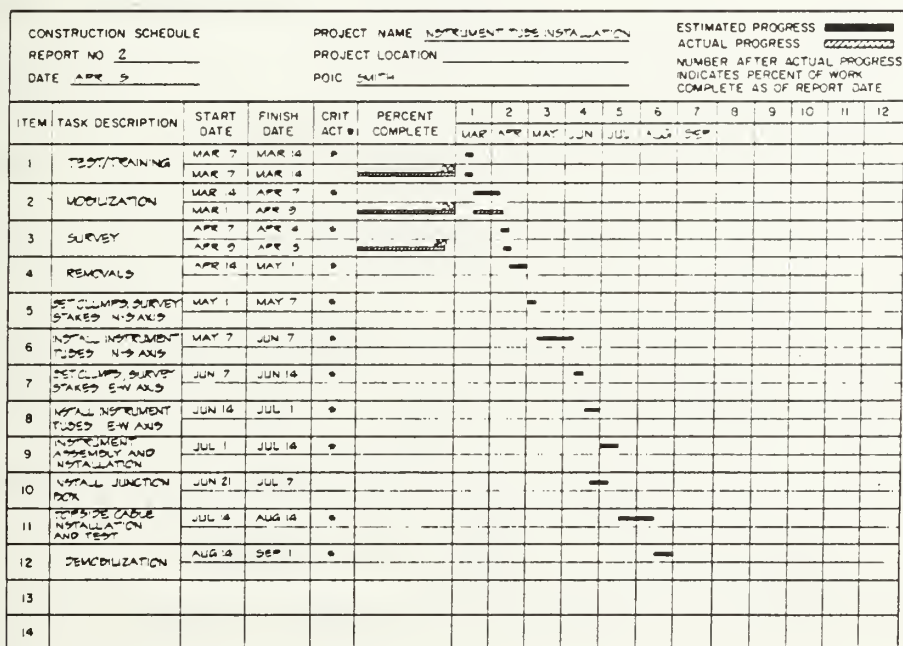 CONSTRUCTION SCHEDULE
REPORT NO 2
DATE APR 9
PROJECT NAME INSTRUMENT TUBE INSTALLATION
PROJECT LOCATION
POIC SMITH
ESTIMATED PROGRESS
ACTUAL PROGRESS
NUMBER AFTER ACTUAL PROGRESS
INDICATES PERCENT OF WORK
COMPLETE AS OF REPORT DATE
ITEM TASK DESCRIPTION START DATE FINISH DATE CRIT ACT PERCENT COMPLETE 1 2 3 4 5 6 7 8 9 10 11 12
MAR APR MAY JUN JUL AUG SEP
1 TEST/TRAINING MAR 7 MAR 14
MAR 7 MAR 14
2 MOBILIZATION MAR 14 APR 7
MAR 1 APR 9
3 SURVEY APR 7
APR 9
4 REMOVALS APR 14 MAY 1
5 SET CLUMPS, SURVEY MAY 1 MAY 7
STAKES N-S AXIS
6 INSTALL INSTRUMENT MAY 7 JUN 7
TUBES N-S AXIS
7 SET CLUMPS, SURVEY JUN 7 JUN 14
STAKES E-W AXIS
8 INSTALL INSTRUMENT JUN 14 JUL 1
TUBES E-W AXIS
9 INSTRUMENT JUL 1 JUL 14
ASSEMBLY AND
INSTALLATION
10 INSTALL JUNCTION JUN 21 JUL 7
BOX
11 TOPSIDE CABLE JUL 14 AUG 14
INSTALLATION
AND TEST
12 DEMOBILIZATION AUG 14 SEP 1
13
14